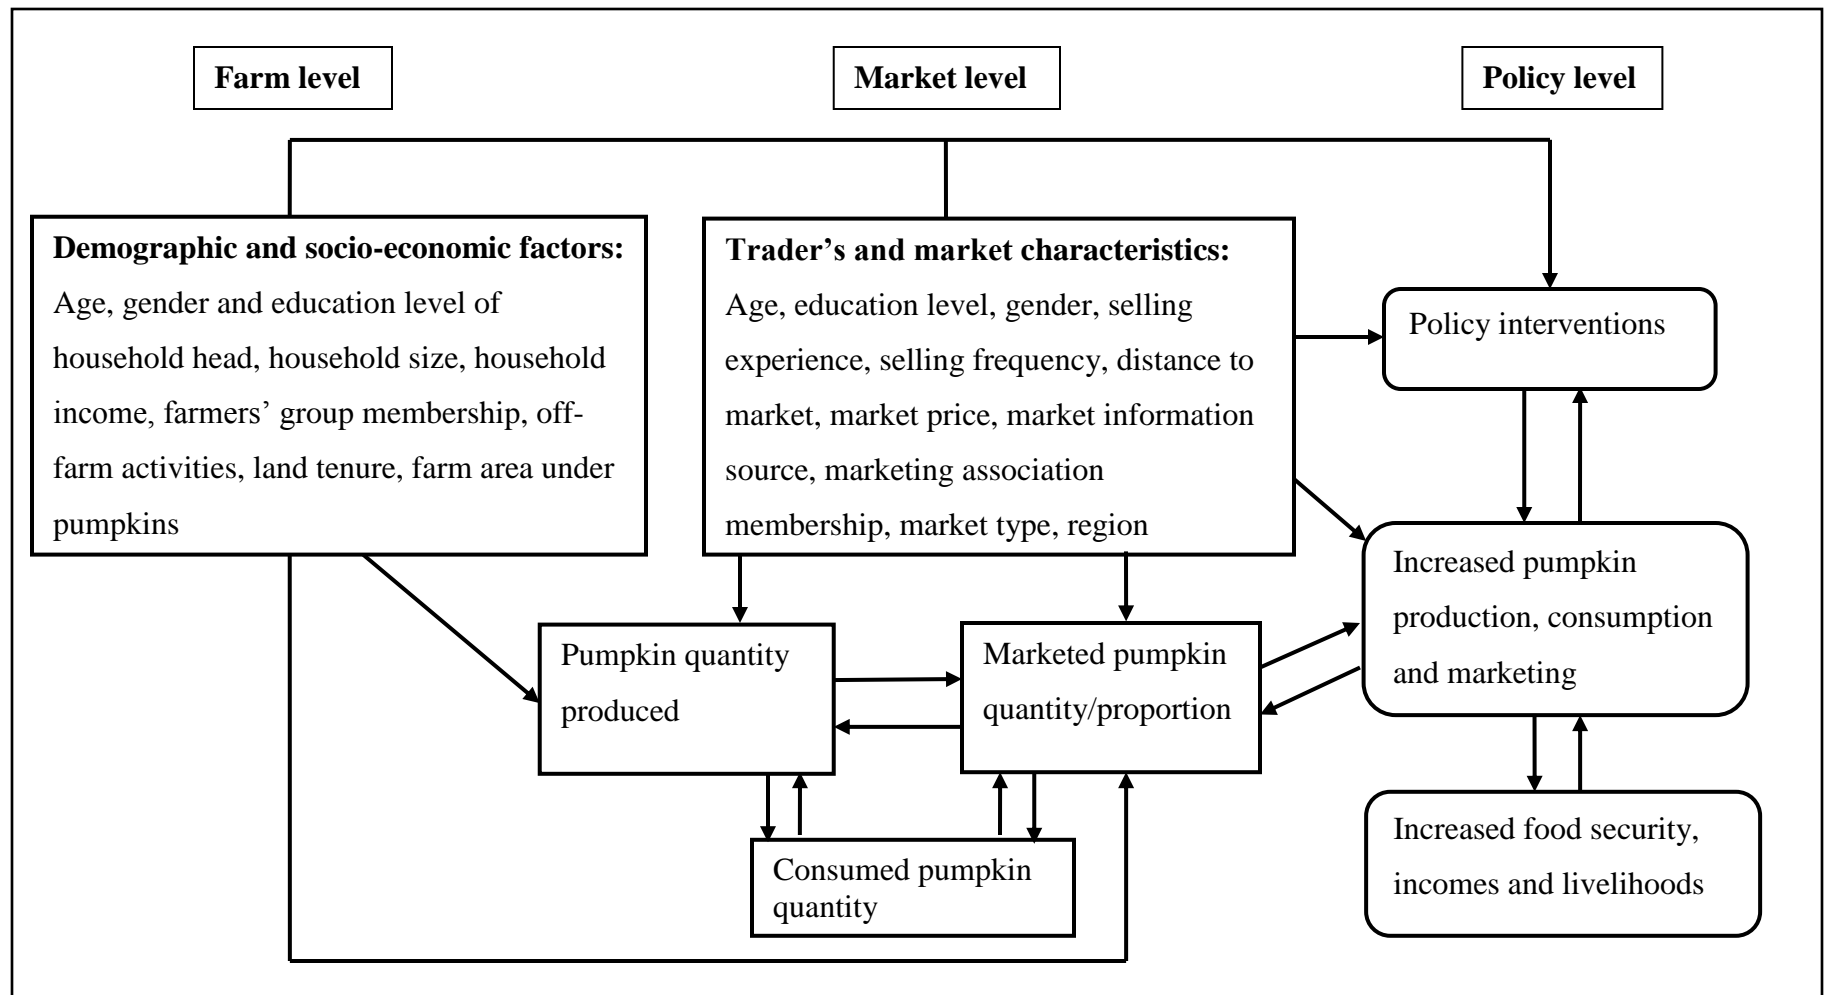 Farm level
Market level
Policy level
Demographic and socio-economic factors:
Age, gender and education level of
household head, household size, household
income, farmers’ group membership, off-
farm activities, land tenure, farm area under
pumpkins
Trader’s and market characteristics:
Age, education level, gender, selling
experience, selling frequency, distance to
market, market price, market information
source, marketing association
membership, market type, region
Policy interventions
Increased pumpkin
production, consumption
and marketing
Pumpkin quantity
produced
Marketed pumpkin
quantity/proportion
Consumed pumpkin
quantity
Increased food security,
incomes and livelihoods